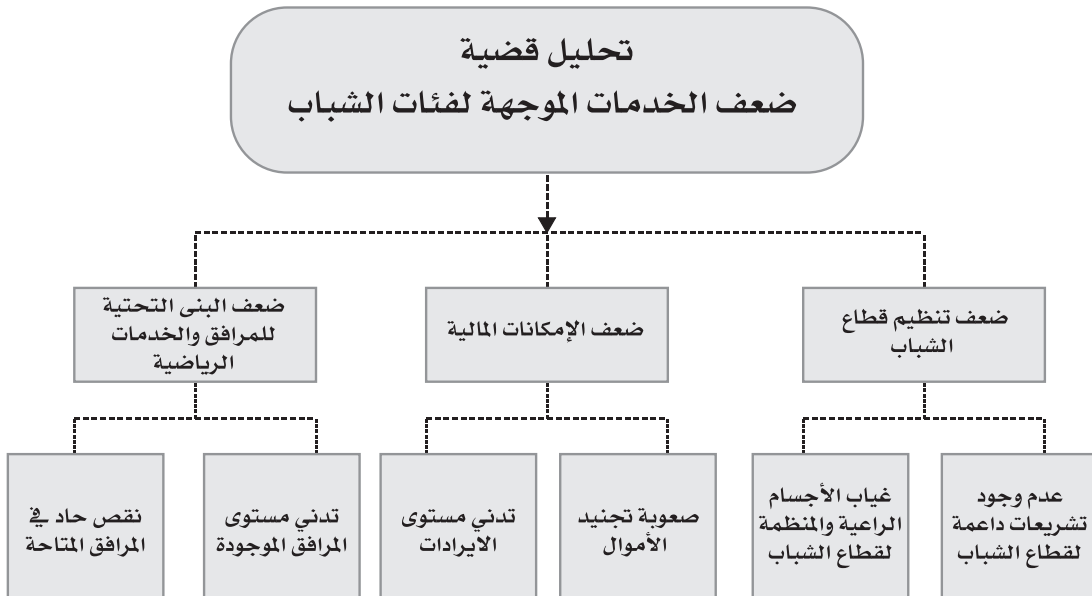 تحليل قضية
ضعف الخدمات الموجهة لفئات الشباب
ضعف تنظيم قطاع
الشباب
ضعف الإمكانات المالية
ضعف البنى التحتية
للمرافق والخدمات
الرياضية
عدم وجود
تشريعات داعمة
لقطاع الشباب
غياب الأجسام
الراعية والمنظمة
لقطاع الشباب
صعوبة تجنيد
الأموال
تدني مستوى
الايرادات
تدني مستوى
المرافق الموجودة
نقص حاد في
المرافق المتاحة